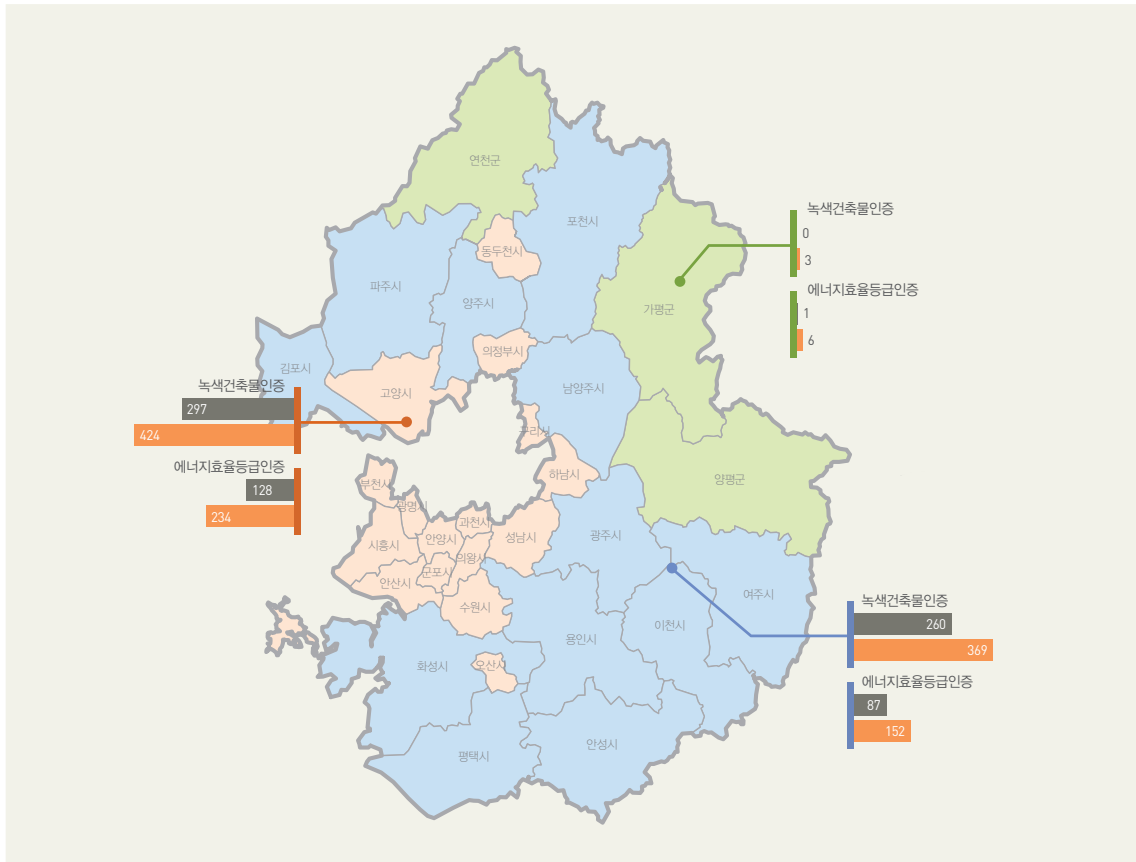 연천군
포천시
녹색건축물인증
0
3
동두천시
파주시
에너지효율등급인증
1
6
양주시
가평군
의정부시
김포시
고양시
남양주시
녹색건축물인증
297
424
구리시
에너지효율등급인증
128
234
하남시
양평군
부천시
광명시
과천시
시흥시
안양시
성남시
광주시
의왕시
군포시
안산시
수원시
여주시
녹색건축물인증
260
369
이천시
용인시
화성시
오산시
에너지효율등급인증
87
152
안성시
평택시